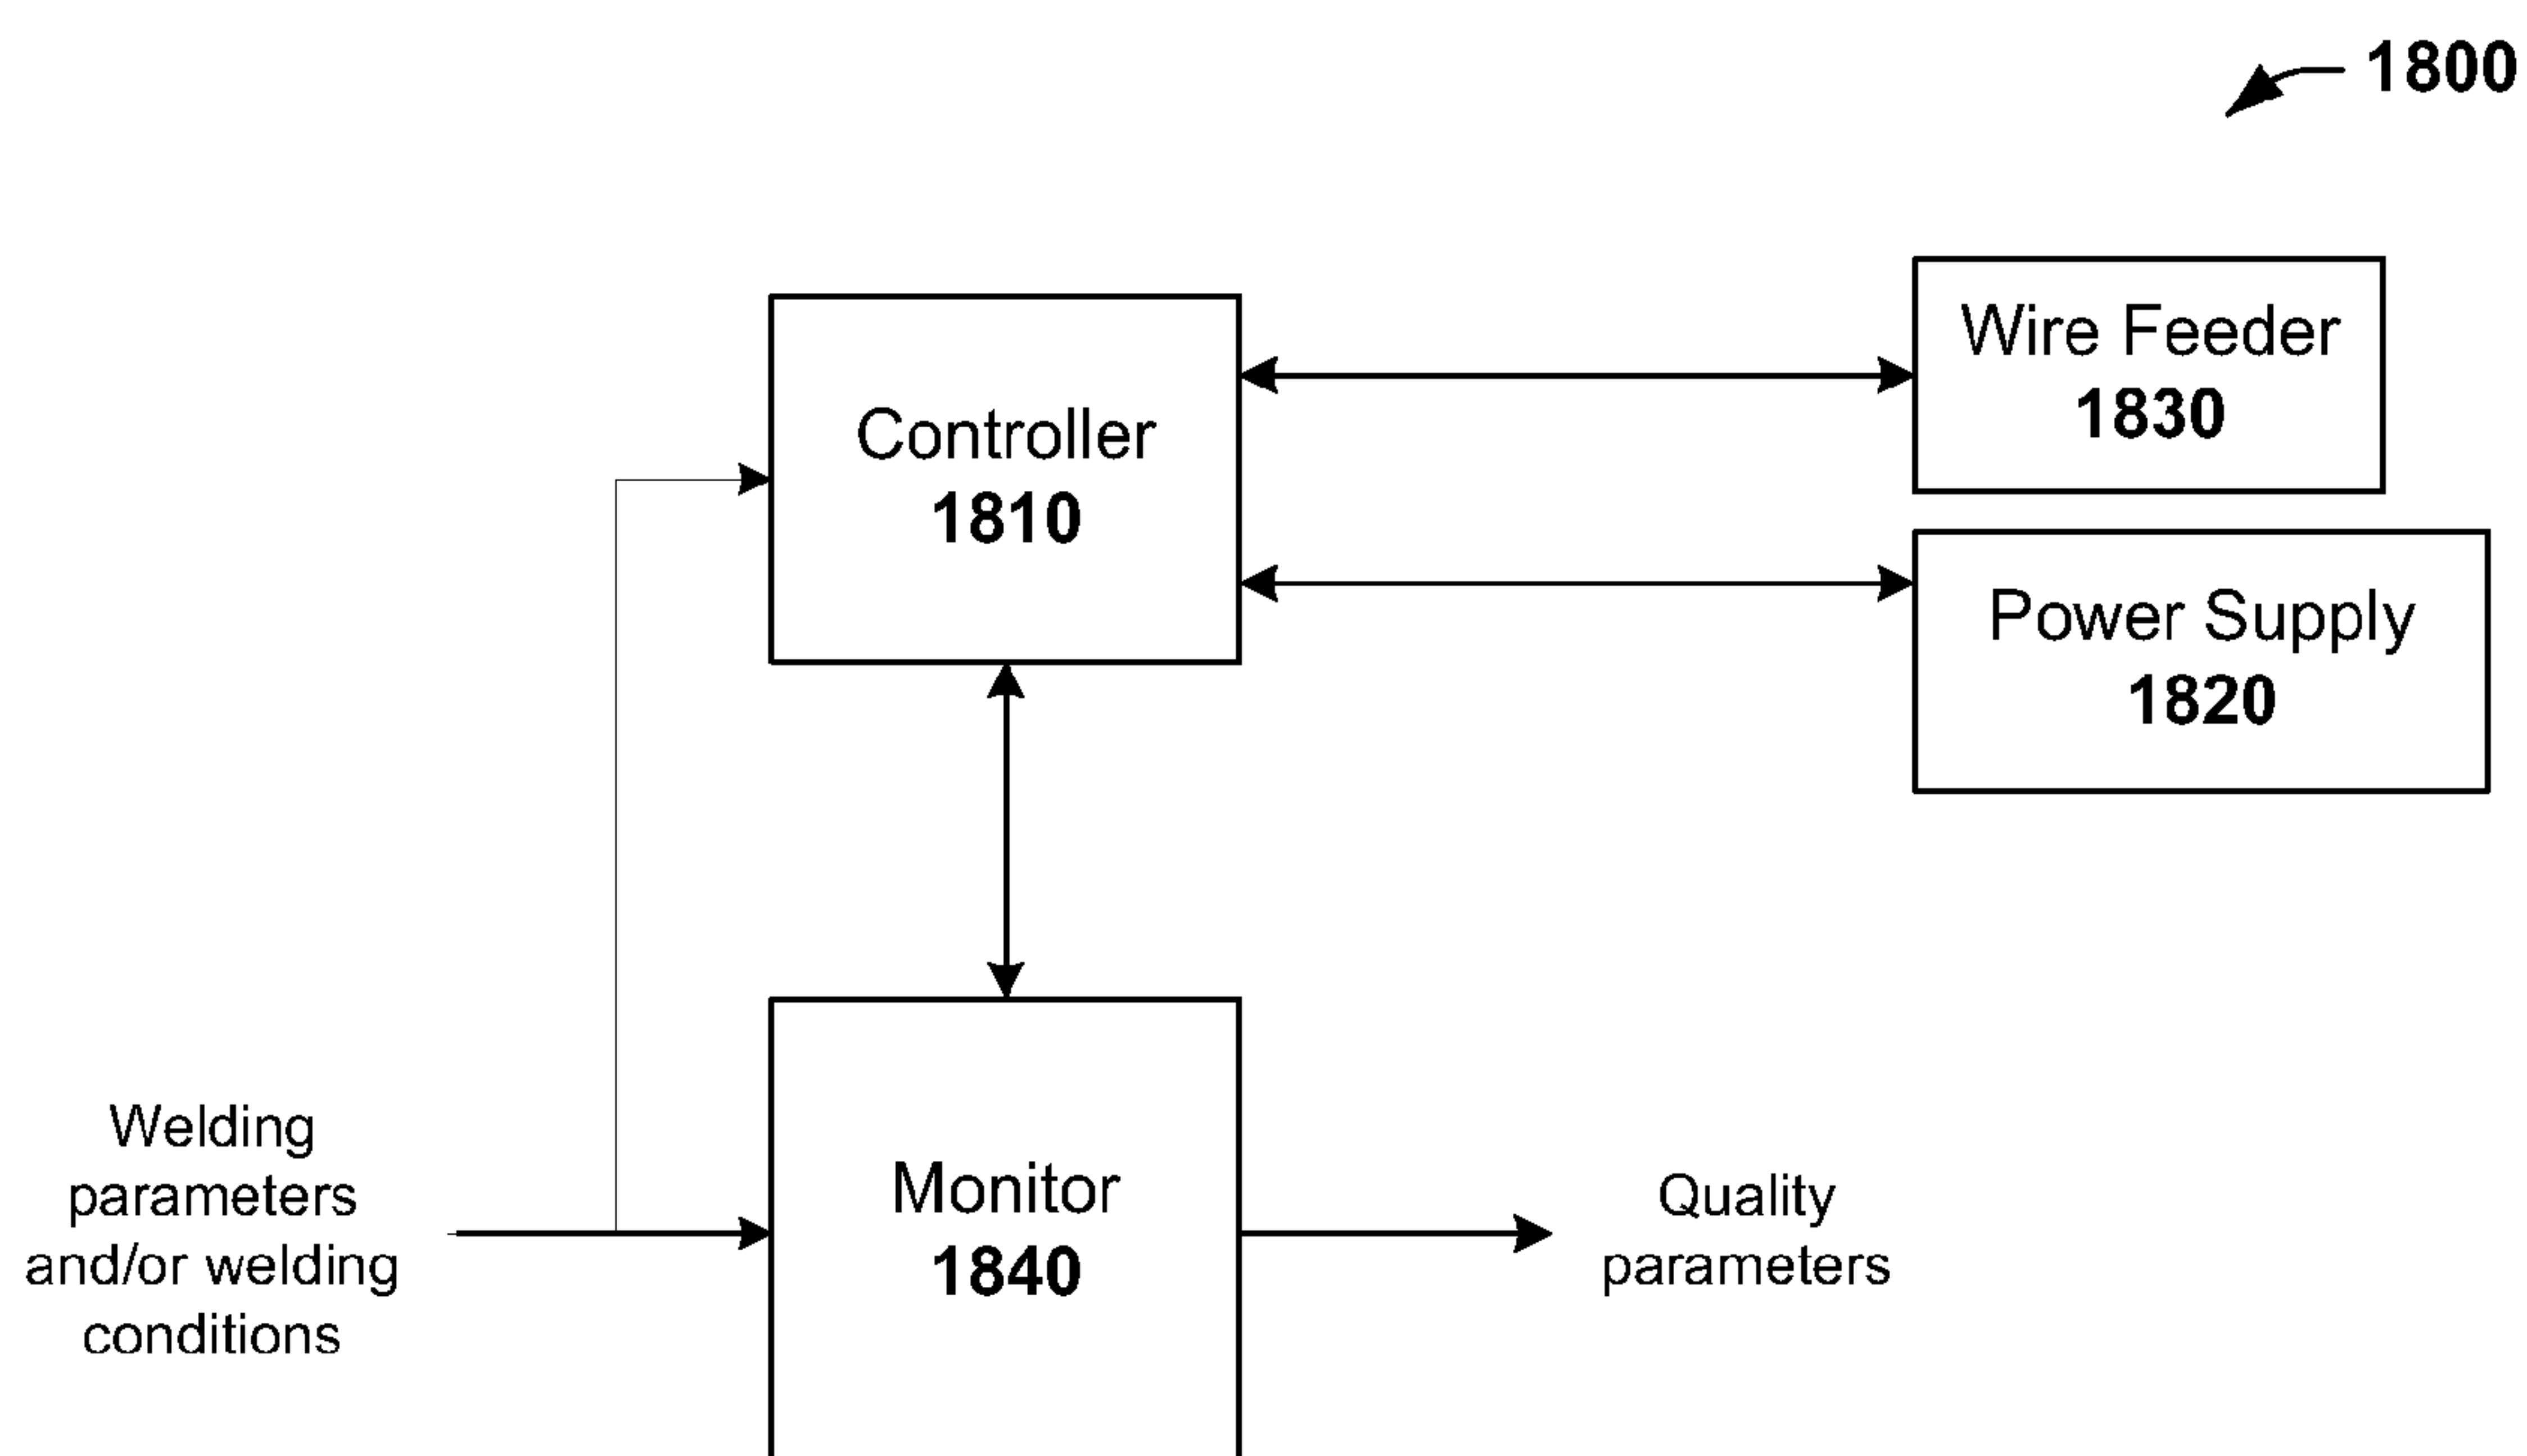 1800
Wire Feeder
1830
Controller
1810
Power Supply
1820
Welding
parameters
and/or welding
conditions
Monitor
1840
Quality
parameters